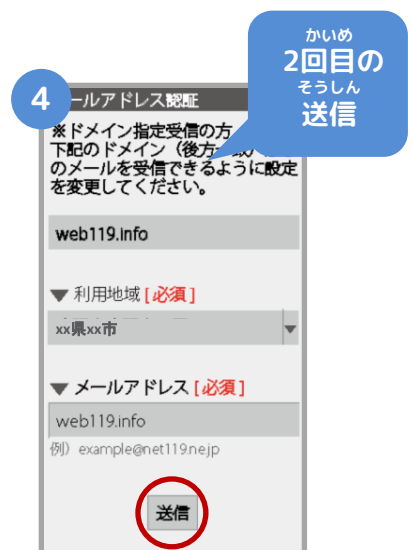 かいめ
2回目の
そうしん
送信
4
ールアドレス認証
※ドメイン指定受信の方
下記のドメイン（後方
のメールを受信できるように設定
を変更してください。
web119.info
▼ 利用地域 [必須]
xx県xx市
▼ メールアドレス [必須]
web119.info
例）example@net119.ne.jp
送信